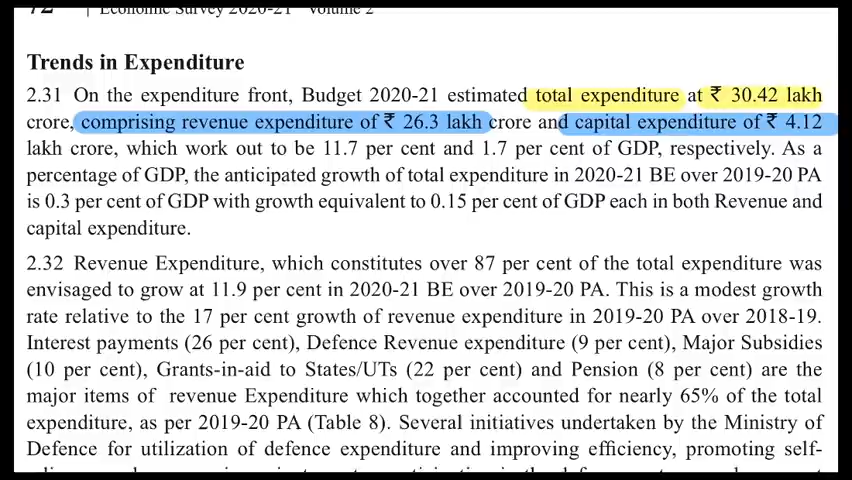 72 | Economic Survey 2020-21 Volume 2
Trends in Expenditure
2.31 On the expenditure front, Budget 2020-21 estimated total expenditure at ₹ 30.42 lakh
crore, comprising revenue expenditure of ₹ 26.3 lakh crore and capital expenditure of ₹ 4.12
lakh crore, which work out to be 11.7 per cent and 1.7 per cent of GDP, respectively. As a
percentage of GDP, the anticipated growth of total expenditure in 2020-21 BE over 2019-20 PA
is 0.3 per cent of GDP with growth equivalent to 0.15 per cent of GDP each in both Revenue and
capital expenditure.
2.32 Revenue Expenditure, which constitutes over 87 per cent of the total expenditure was
envisaged to grow at 11.9 per cent in 2020-21 BE over 2019-20 PA. This is a modest growth
rate relative to the 17 per cent growth of revenue expenditure in 2019-20 PA over 2018-19.
Interest payments (26 per cent), Defence Revenue expenditure (9 per cent), Major Subsidies
(10 per cent), Grants-in-aid to States/UTs (22 per cent) and Pension (8 per cent) are the
major items of revenue Expenditure which together accounted for nearly 65% of the total
expenditure, as per 2019-20 PA (Table 8). Several initiatives undertaken by the Ministry of
Defence for utilization of defence expenditure and improving efficiency, promoting self-